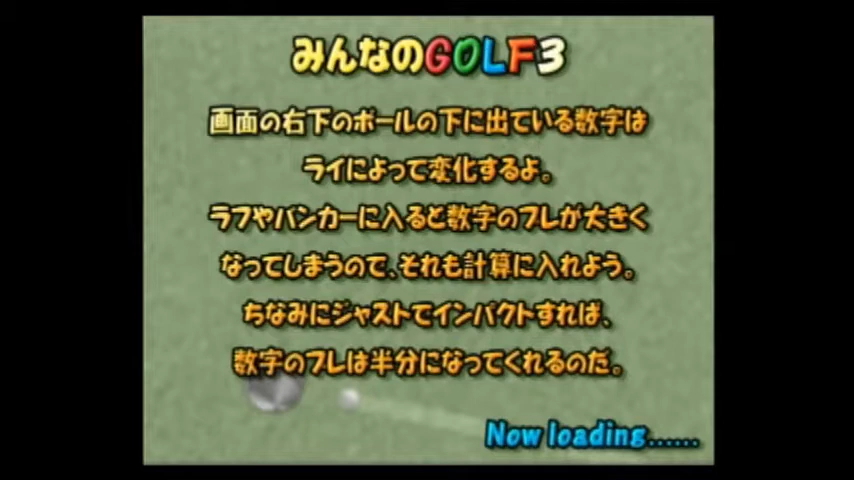 みんなのGOLF3
画面の右下のボールの下に出ている数字は
ライによって変化するよ。
ラフやバンカーに入ると数字のブレが大きく
なってしまうので、それも計算に入れよう。
ちなみにジャストでインパクトすれば、
数字のブレは半分になってくれるのだ。
Now loading......